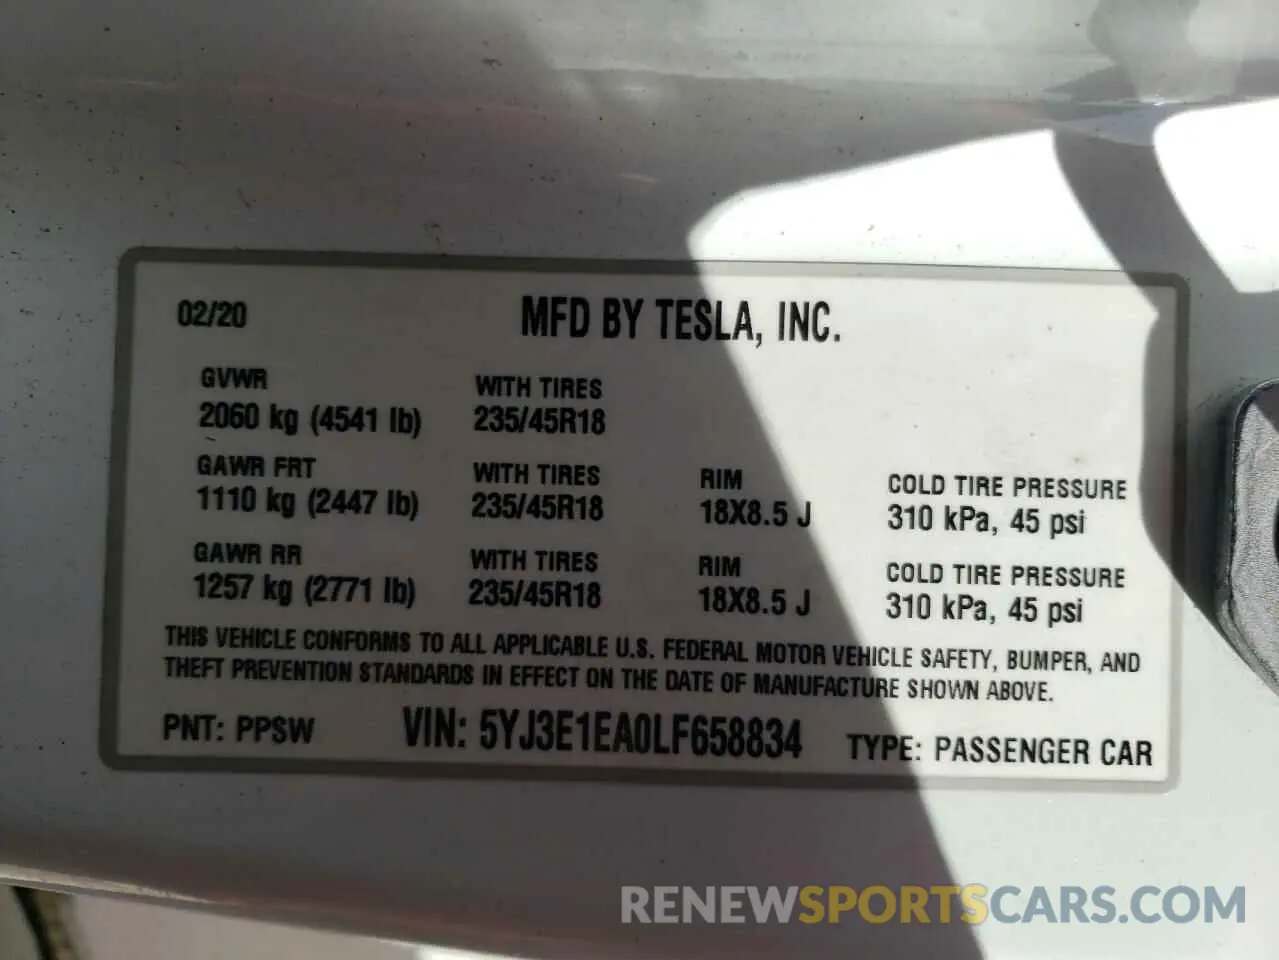 02/20 MFD BY TESLA, INC.
GVWR WITH TIRES
2060 kg (4541 lb) 235/45R18
GAWR FRT WITH TIRES RIM COLD TIRE PRESSURE
1110 kg (2447 lb) 235/45R18 18X8.5 J 310 kPa, 45 psi
GAWR RR WITH TIRES RIM COLD TIRE PRESSURE
1257 kg (2771 lb) 235/45R18 18X8.5 J 310 kPa, 45 psi
THIS VEHICLE CONFORMS TO ALL APPLICABLE U.S. FEDERAL MOTOR VEHICLE SAFETY, BUMPER, AND
THEFT PREVENTION STANDARDS IN EFFECT ON THE DATE OF MANUFACTURE SHOWN ABOVE.
PNT: PPSW VIN: 5YJ3E1EA0LF658834 TYPE: PASSENGER CAR
RENEWSPORTSCARS.COM